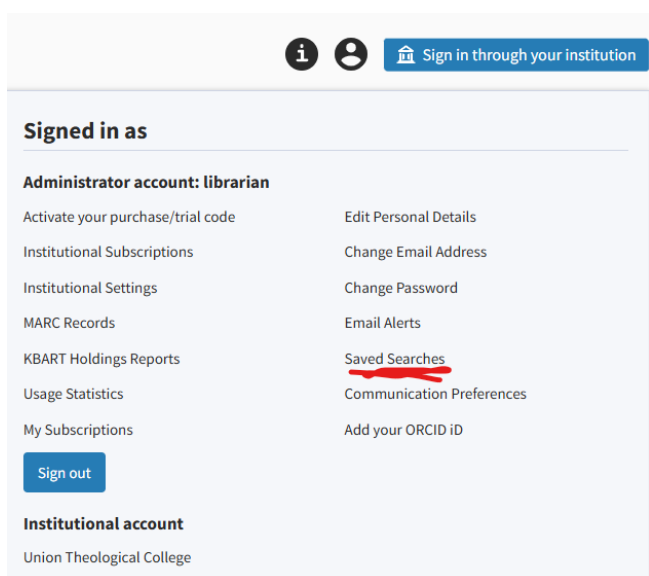 i Sign in through your institution
Signed in as
Administrator account: librarian
Activate your purchase/trial code
Institutional Subscriptions
Institutional Settings
MARC Records
KBART Holdings Reports
Usage Statistics
My Subscriptions
Edit Personal Details
Change Email Address
Change Password
Email Alerts
Saved Searches
Communication Preferences
Add your ORCID iD
Sign out
Institutional account
Union Theological College